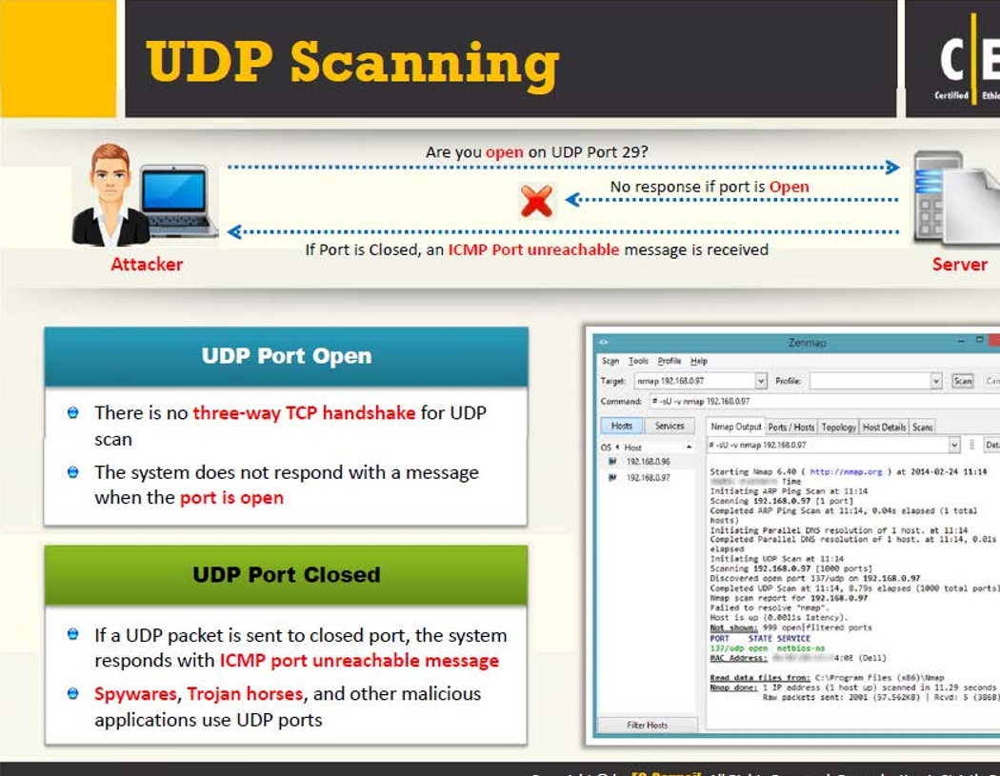 UDP Scanning
C|E
Certified Ethic
Are you open on UDP Port 29?
No response if port is Open
If Port is Closed, an ICMP Port unreachable message is received
Attacker
Server
UDP Port Open
There is no three-way TCP handshake for UDP
scan
The system does not respond with a message
when the port is open
UDP Port Closed
If a UDP packet is sent to closed port, the system
responds with ICMP port unreachable message
Spywares, Trojan horses, and other malicious
applications use UDP ports
Zenmap
Scan Tools Profile Help
Target: nmap 192.168.0.97 Profile: Scan Can
Command: # -sU -v nmap 192.168.0.97
Hosts Services Nmap Output Ports / Hosts Topology Host Details Scans
OS Host
192.168.0.96
192.168.0.97
Filter Hosts
# -sU -v nmap 192.168.0.97 Deta
Starting Nmap 6.40 ( http://nmap.org ) at 2014-02-24 11:14
Time
Initiating ARP Ping Scan at 11:14
Scanning 192.168.0.97 [1 port]
Completed ARP Ping Scan at 11:14, 0.04s elapsed (1 total
hosts)
Initiating Parallel DNS resolution of 1 host. at 11:14
Completed Parallel DNS resolution of 1 host. at 11:14, 0.01s
elapsed
Initiating UDP Scan at 11:14
Scanning 192.168.0.97 [1000 ports]
Discovered open port 137/udp on 192.168.0.97
Completed UDP Scan at 11:14, 8.79s elapsed (1000 total ports)
Nmap scan report for 192.168.0.97
Failed to resolve "nmap".
Host is up (0.0011s latency).
Not shown: 999 open|filtered ports
PORT STATE SERVICE
137/udp open netbios-ns
MAC Address: 4:0E (Dell)
Read data files from: C:\Program Files (x86)\Nmap
Nmap done: 1 IP address (1 host up) scanned in 11.29 seconds
Raw packets sent: 2001 (57.562KB) | Rcvd: 5 (386B)